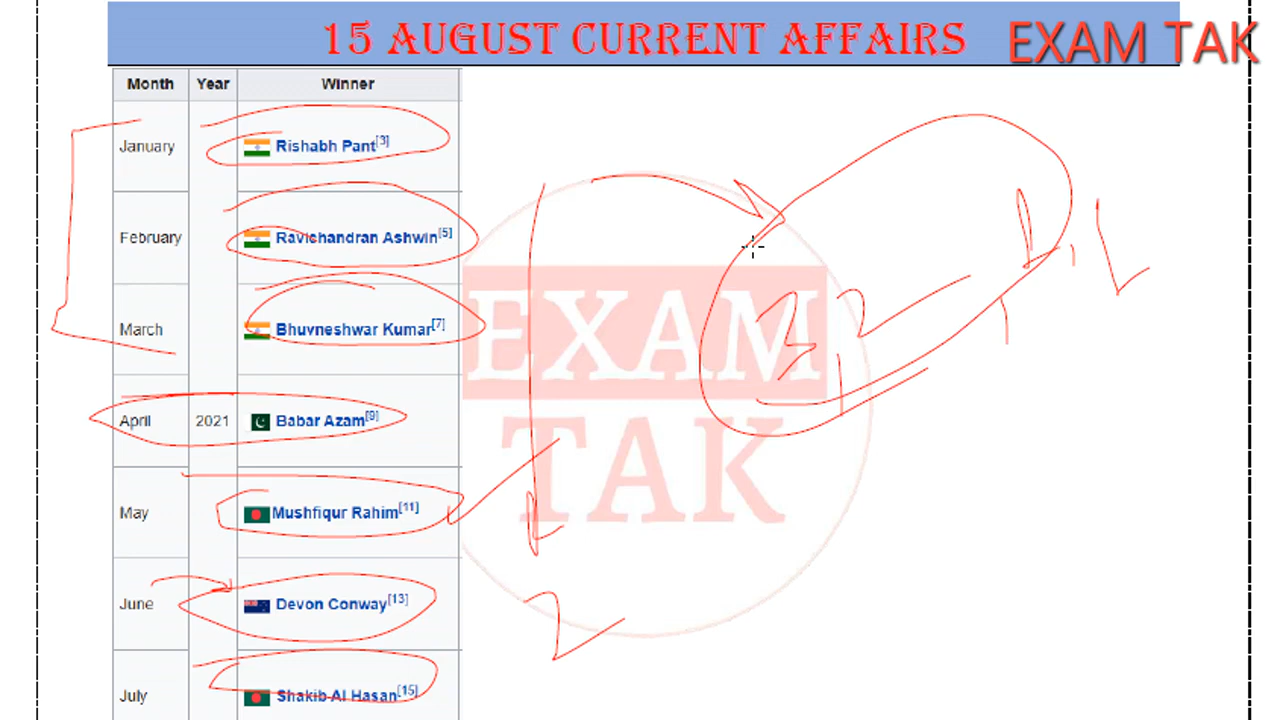 15 AUGUST CURRENT AFFAIRS EXAM TAK
Month Year Winner
January Rishabh Pant[3]
February Ravichandran Ashwin[5]
March Bhuvneshwar Kumar[7]
April 2021 Babar Azam[9]
May Mushfiqur Rahim[11]
June Devon Conway[13]
July Shakib Al Hasan[15]
EXAM
TAK